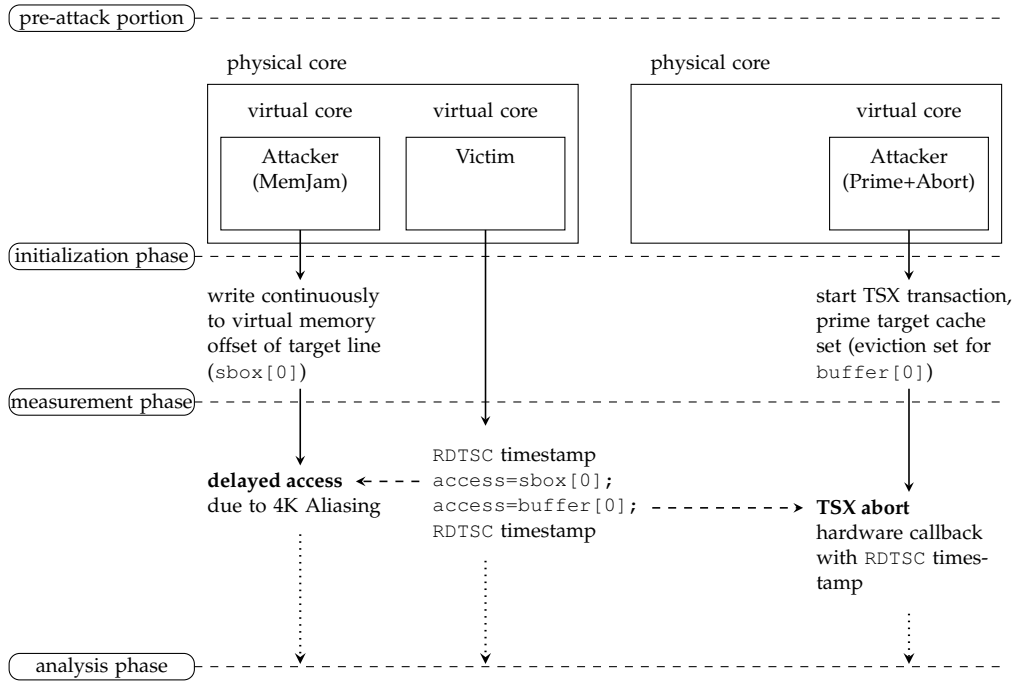 pre-attack portion
physical core
physical core
virtual core
virtual core
virtual core
Attacker
(MemJam)
Victim
Attacker
(Prime+Abort)
initialization phase
write continuously
to virtual memory
offset of target line
(sbox[0])
start TSX transaction,
prime target cache
set (eviction set for
buffer[0])
measurement phase
RDTSC timestamp
access=sbox[0];
access=buffer[0];
RDTSC timestamp
delayed access
due to 4K Aliasing
TSX abort
hardware callback
with RDTSC times-
tamp
analysis phase